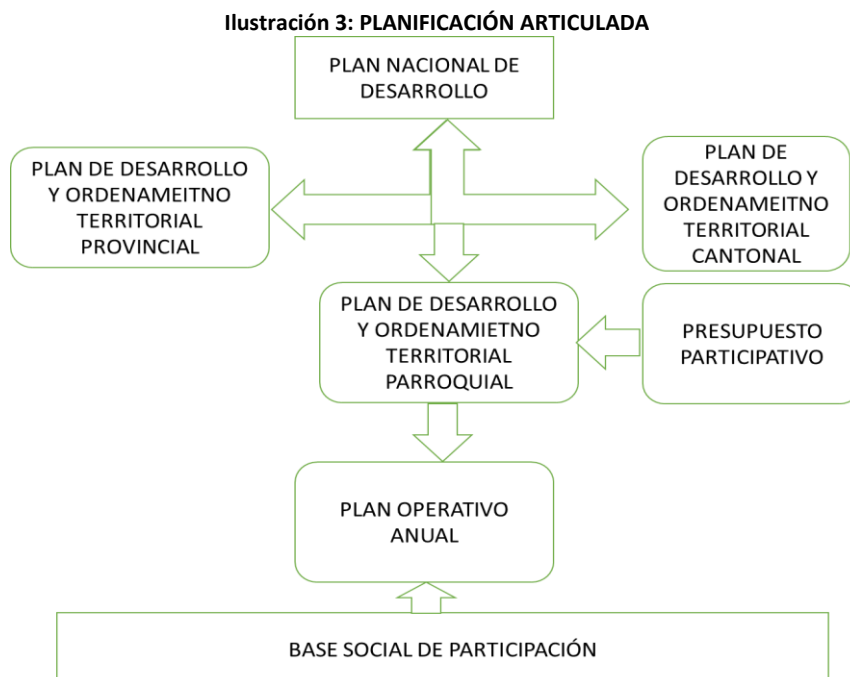 Ilustración 3: PLANIFICACIÓN ARTICULADA
PLAN NACIONAL DE
DESARROLLO
PLAN DE DESARROLLO
Y ORDENAMEITNO
TERRITORIAL
PROVINCIAL
PLAN DE
DESARROLLO Y
ORDENAMEITNO
TERRITORIAL
CANTONAL
PLAN DE DESARROLLO
Y ORDENAMIETNO
TERRITORIAL
PARROQUIAL
PRESUPUESTO
PARTICIPATIVO
PLAN OPERATIVO
ANUAL
BASE SOCIAL DE PARTICIPACIÓN